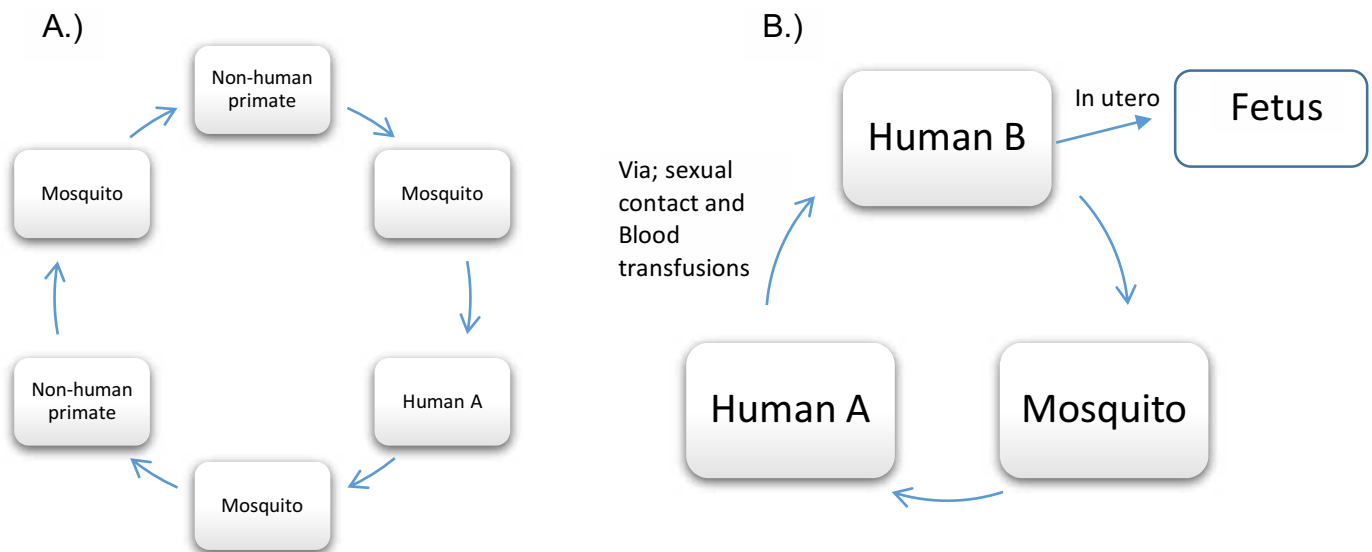 A.)
Non-human
primate
Mosquito
Human A
Mosquito
Non-human
primate
Mosquito
B.)
Human B
In utero
Fetus
Via; sexual
contact and
Blood
transfusions
Human A
Mosquito